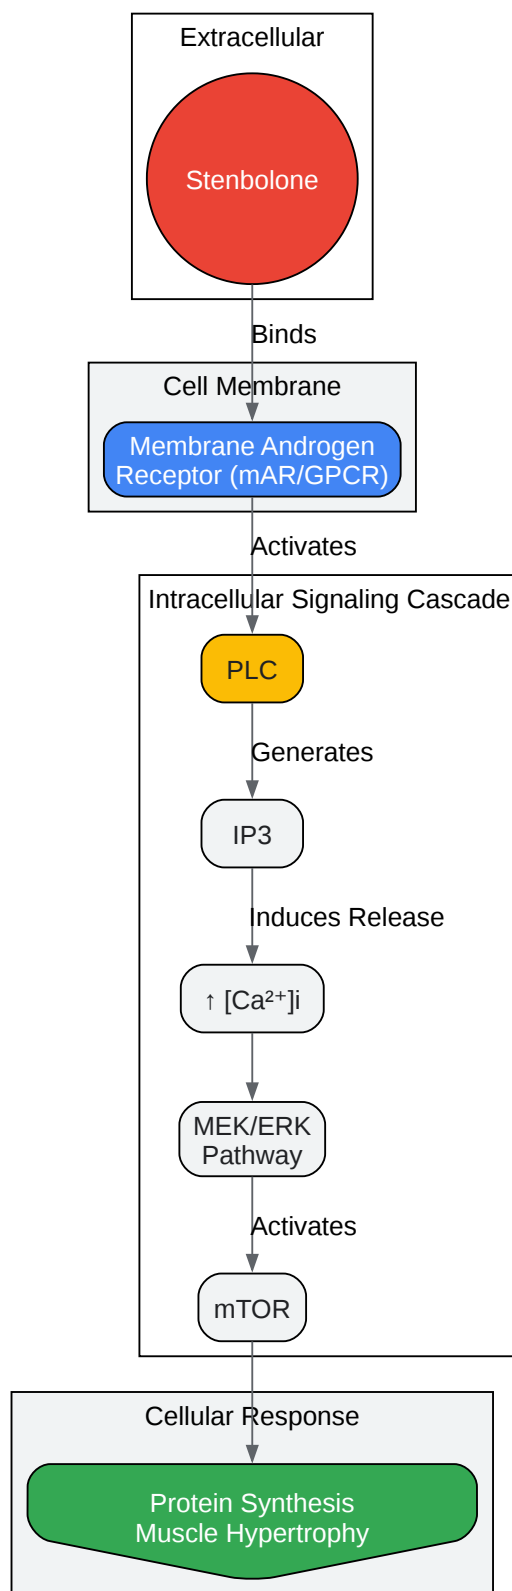 Extracellular
Stenbolone
Binds
Cell Membrane
Membrane Androgen
Receptor (mAR/GPCR)
Activates
Intracellular Signaling Cascade
PLC
Generates
IP3
Induces Release
↑ [Ca²⁺]i
MEK/ERK
Pathway
Activates
mTOR
Cellular Response
Protein Synthesis
Muscle Hypertrophy